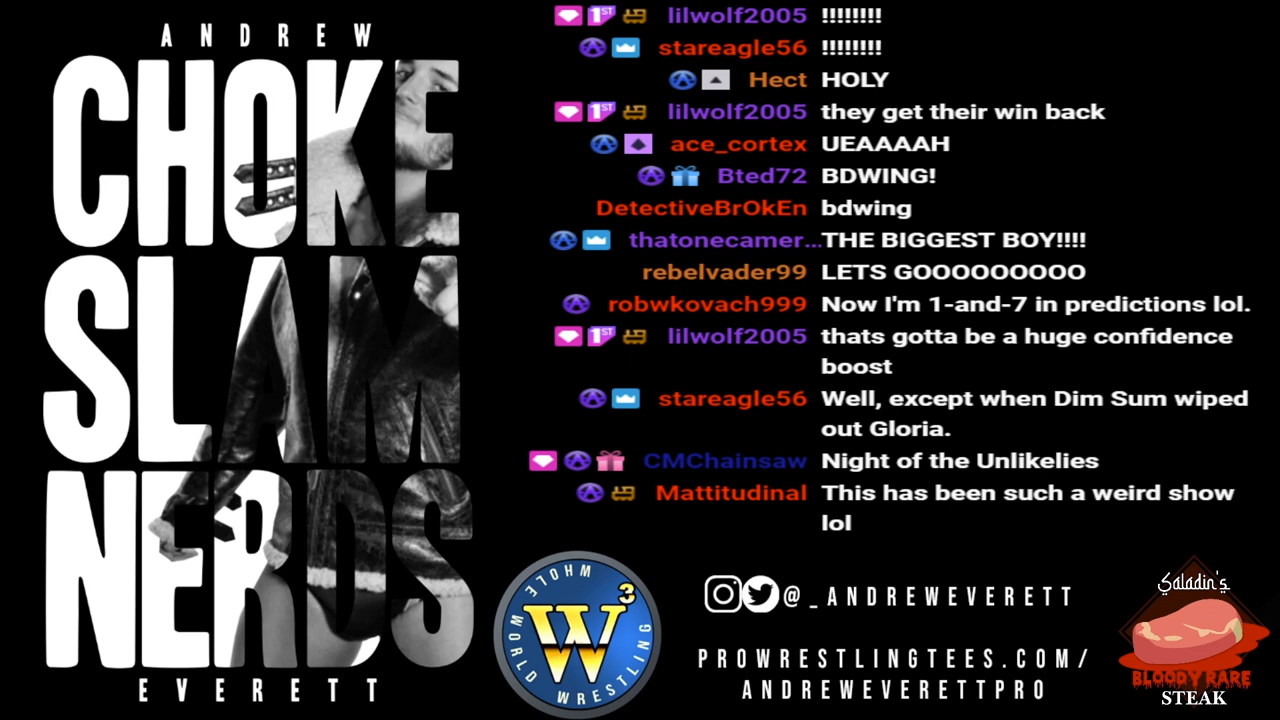 ANDREW
CHOKE
SLAM
NERDS
EVERETT
1ST lilwolf2005 !!!!!!!!
stareagle56 !!!!!!!!
Hect HOLY
1ST lilwolf2005 they get their win back
ace_cortex UEAAAAH
Bted72 BDWING!
DetectiveBrOkEn bdwing
thatonecamer... THE BIGGEST BOY!!!!
rebelvader99 LETS GOOOOOOOOO
robwkovach999 Now I'm 1-and-7 in predictions lol.
1ST lilwolf2005 thats gotta be a huge confidence
boost
stareagle56 Well, except when Dim Sum wiped
out Gloria.
CMChainsaw Night of the Unlikelies
Mattitudinal This has been such a weird show
lol
WHOLE
W3
WORLD WRESTLING
@_ANDREWEVERETT
PROWRESTLINGTEES.COM/
ANDREWEVERETTPRO
Saladin's
BLOODY RARE
STEAK